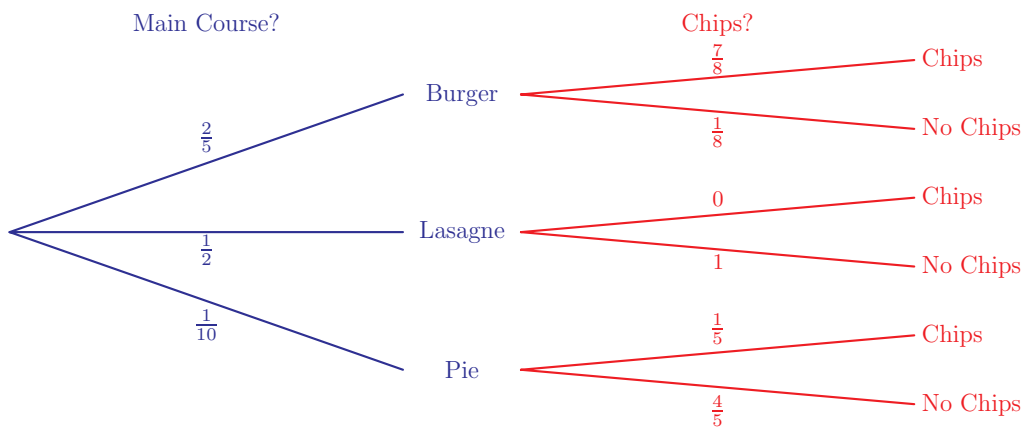 Main Course?
Chips?
2/5
Burger
7/8
Chips
1/8
No Chips
1/2
Lasagne
0
Chips
1
No Chips
1/10
Pie
1/5
Chips
4/5
No Chips